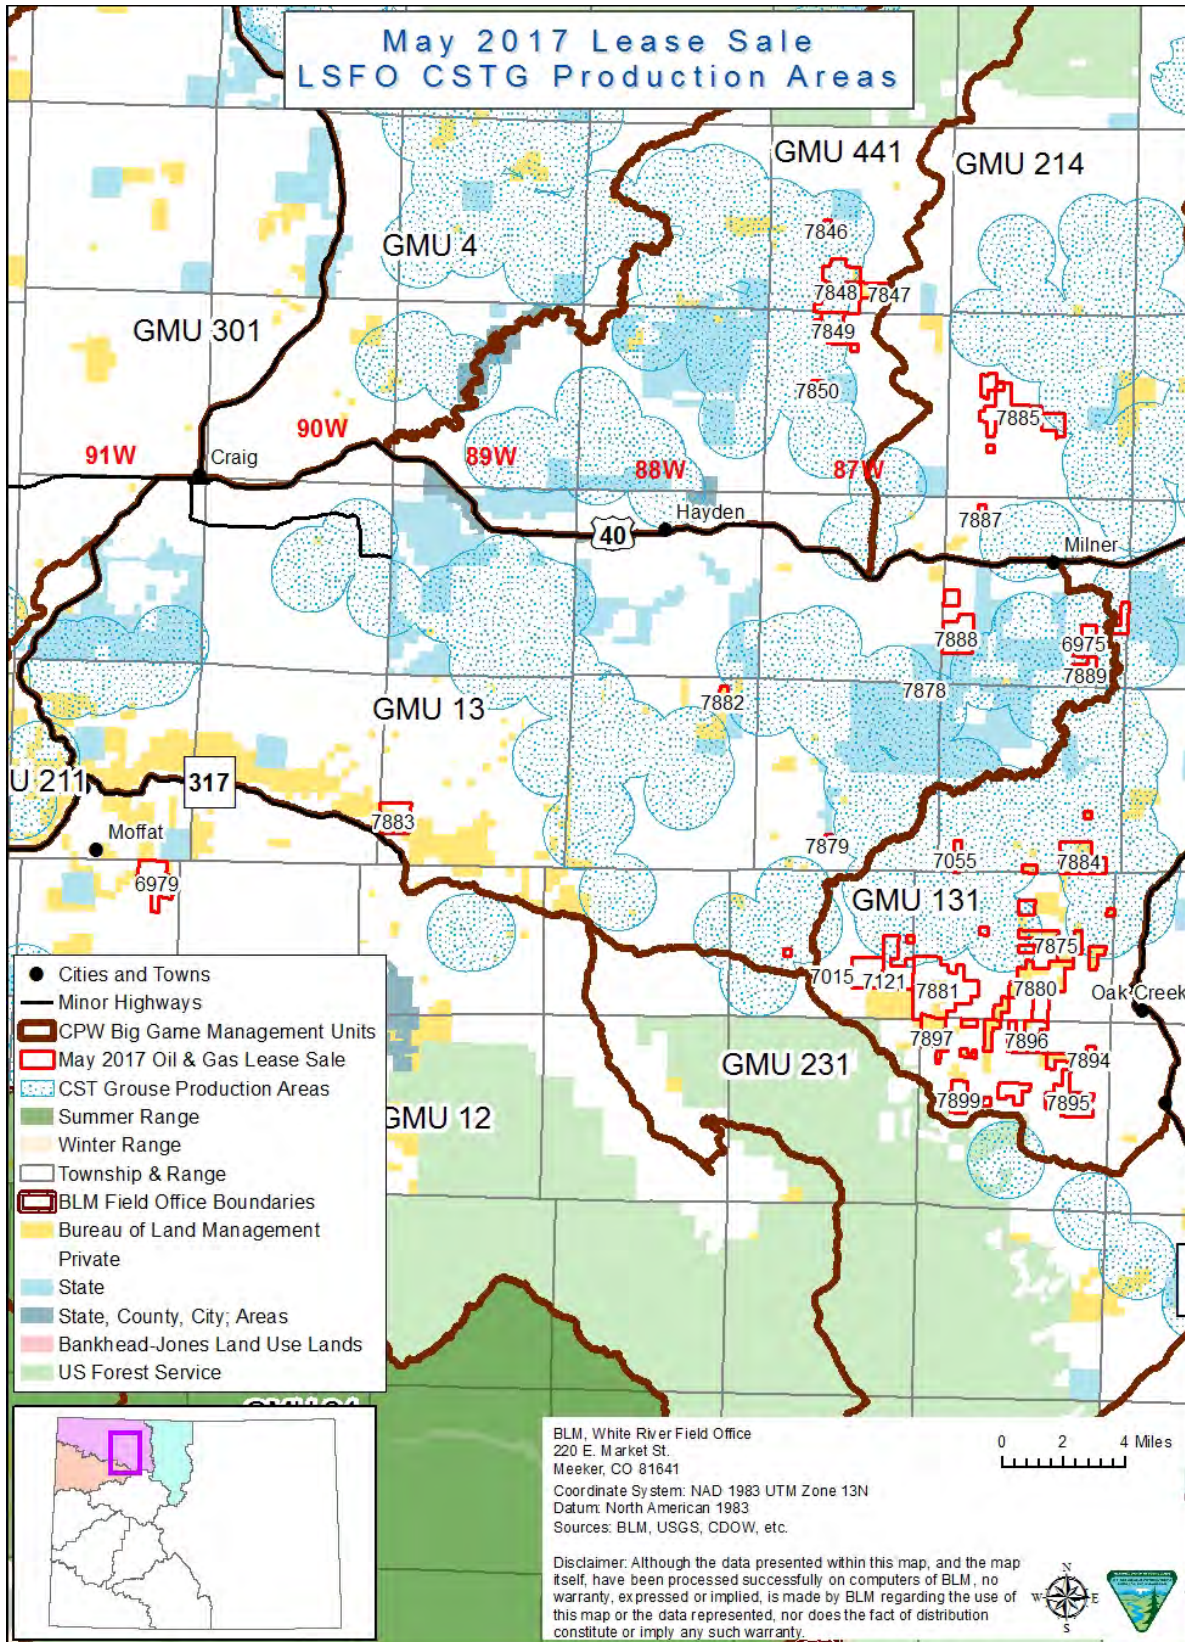 May 2017 Lease Sale
LSFO CSTG Production Areas
GMU 441
GMU 214
7846
GMU 4
7848
7847
GMU 301
7849
7850
7885
90W
91W
Craig
89W
88W
87W
Hayden
7887
40
Milner
7888
6975
7889
7878
7882
GMU 13
U 211
317
7883
Moffat
7879
7055
7884
6979
GMU 131
7875
7015
7121
7881
7880
Oak Creek
7897
7896
7894
GMU 231
7899
7895
GMU 12
Cities and Towns
Minor Highways
CPW Big Game Management Units
May 2017 Oil & Gas Lease Sale
CST Grouse Production Areas
Summer Range
Winter Range
Township & Range
BLM Field Office Boundaries
Bureau of Land Management
Private
State
State, County, City; Areas
Bankhead-Jones Land Use Lands
US Forest Service
BLM, White River Field Office
220 E. Market St.
Meeker, CO 81641
Coordinate System: NAD 1983 UTM Zone 13N
Datum: North American 1983
Sources: BLM, USGS, CDOW, etc.
0 2 4 Miles
Disclaimer: Although the data presented within this map, and the map
itself, have been processed successfully on computers of BLM, no
warranty, expressed or implied, is made by BLM regarding the use of
this map or the data represented, nor does the fact of distribution
constitute or imply any such warranty.
N
W E
S